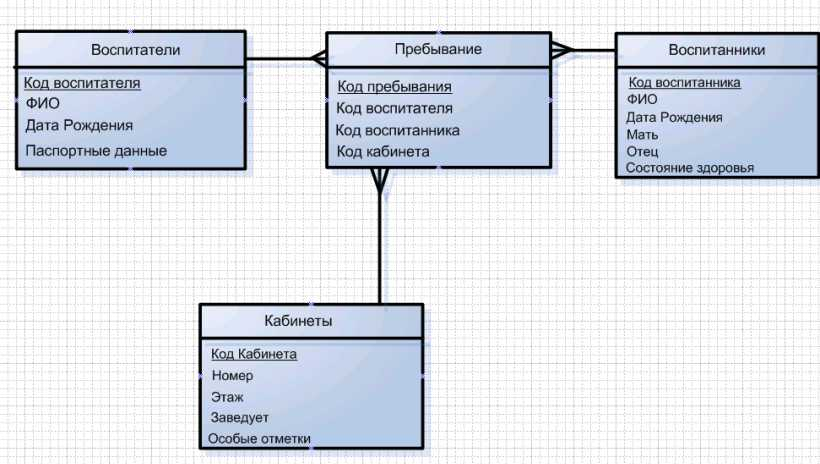 Воспитатели
Код воспитателя
ФИО
Дата Рождения
Паспортные данные
Пребывание
Код пребывания
Код воспитателя
Код воспитанника
Код кабинета
Воспитанники
Код воспитанника
ФИО
Дата Рождения
Мать
Отец
Состояние здоровья
Кабинеты
Код Кабинета
Номер
Этаж
Заведует
Особые отметки